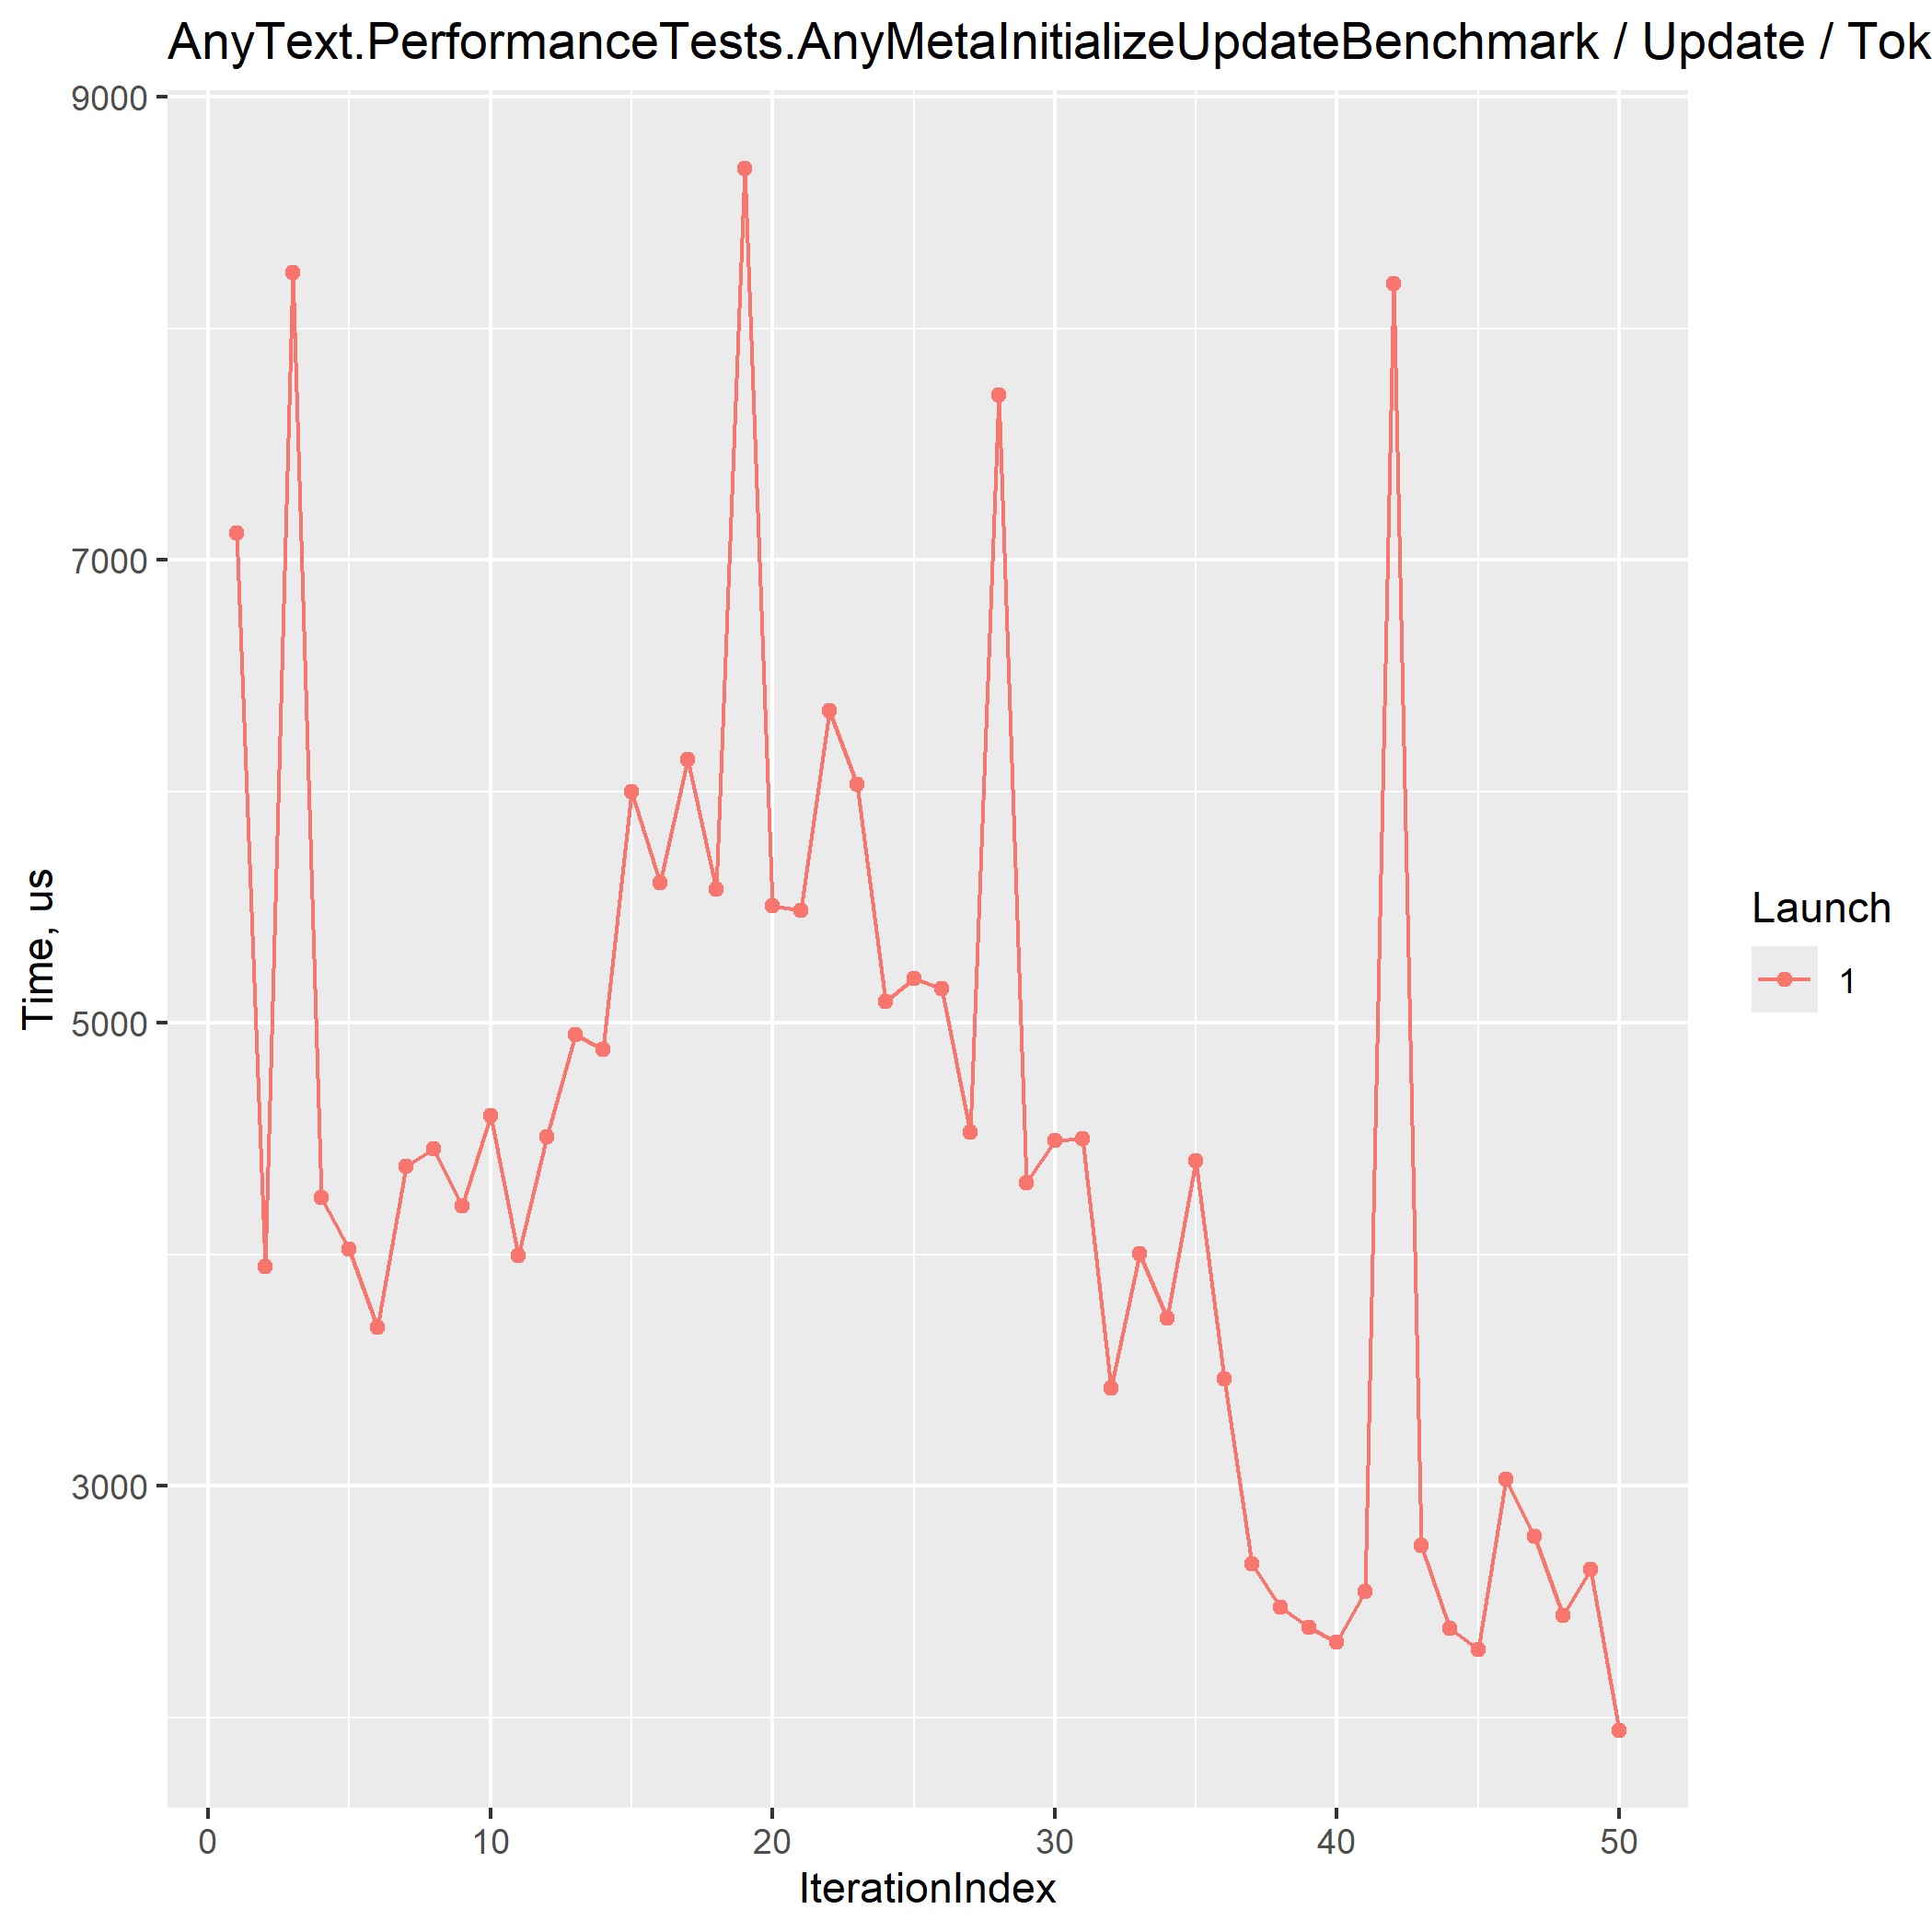 AnyText.PerformanceTests.AnyMetaInitializeUpdateBenchmark / Update / Tok
9000
7000
5000
3000
Time, us
0 10 20 30 40 50
IterationIndex
Launch
1